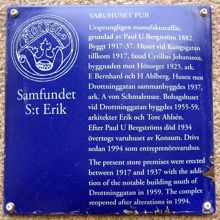 VARUHUSET PUB
Ursprungligen manufakturaffär,
grundad av Paul U Bergström 1882.
Byggt 1917-37. Huset vid Kungsgatan
tillkom 1917, fasad Cyrillus Johansson,
byggnaden mot Hötorget 1925, ark.
E Bernhard och H Ahlberg. Husen mot
Drottninggatan sammanbyggdes 1937,
ark. A von Schmalensee. Bohagshuset
vid Drottninggatan byggdes 1955-59,
arkitekter Erik och Tore Ahlsén.
Efter Paul U Bergströms död 1934
övertogs varuhuset av Konsum. Drivs
sedan 1994 som entreprenörsvaruhus.
The present store premises were erected
between 1917 and 1937 with the addi-
tion of the notable building south of
Drottninggatan in 1959. The complex
reopened after alterations in 1994.
Samfundet
S:t Erik